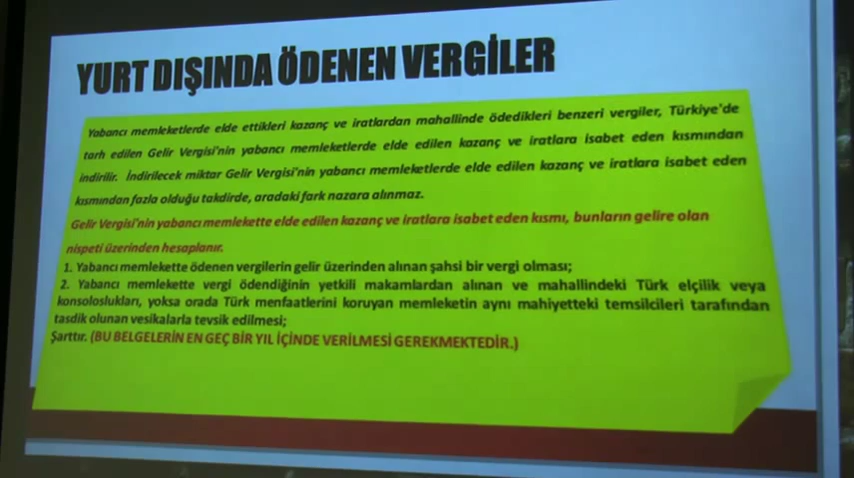 YURT DIŞINDA ÖDENEN VERGİLER
Yabancı memleketlerde elde ettikleri kazanç ve iratlardan mahallinde ödedikleri benzeri vergiler, Türkiye'de
tarh edilen Gelir Vergisi'nin yabancı memleketlerde elde edilen kazanç ve iratlara isabet eden kısmından
indirilir. İndirilecek miktar Gelir Vergisi'nin yabancı memleketlerde elde edilen kazanç ve iratlara isabet eden
kısmından fazla olduğu takdirde, aradaki fark nazara alınmaz.
Gelir Vergisi'nin yabancı memlekette elde edilen kazanç ve iratlara isabet eden kısmı, bunların gelire olan
nispeti üzerinden hesaplanır.
1. Yabancı memlekette ödenen vergilerin gelir üzerinden alınan şahsi bir vergi olması;
2. Yabancı memlekette vergi ödendiğinin yetkili makamlardan alınan ve mahallindeki Türk elçilik veya
konsoloslukları, yoksa orada Türk menfaatlerini koruyan memleketin aynı mahiyetteki temsilcileri tarafından
tasdik olunan vesikalarla tevsik edilmesi;
Şarttır. (BU BELGELERİN EN GEÇ BİR YIL İÇİNDE VERİLMESİ GEREKMEKTEDİR.)